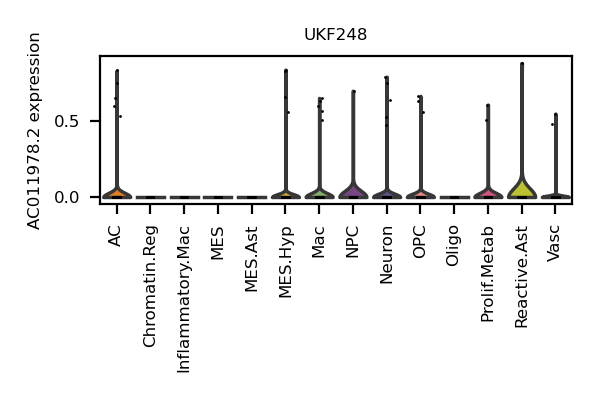 UKF248
AC011978.2 expression
0.5
0.0
AC
Chromatin.Reg
Inflammatory.Mac
MES
MES.Ast
MES.Hyp
Mac
NPC
Neuron
OPC
Oligo
Prolif.Metab
Reactive.Ast
Vasc